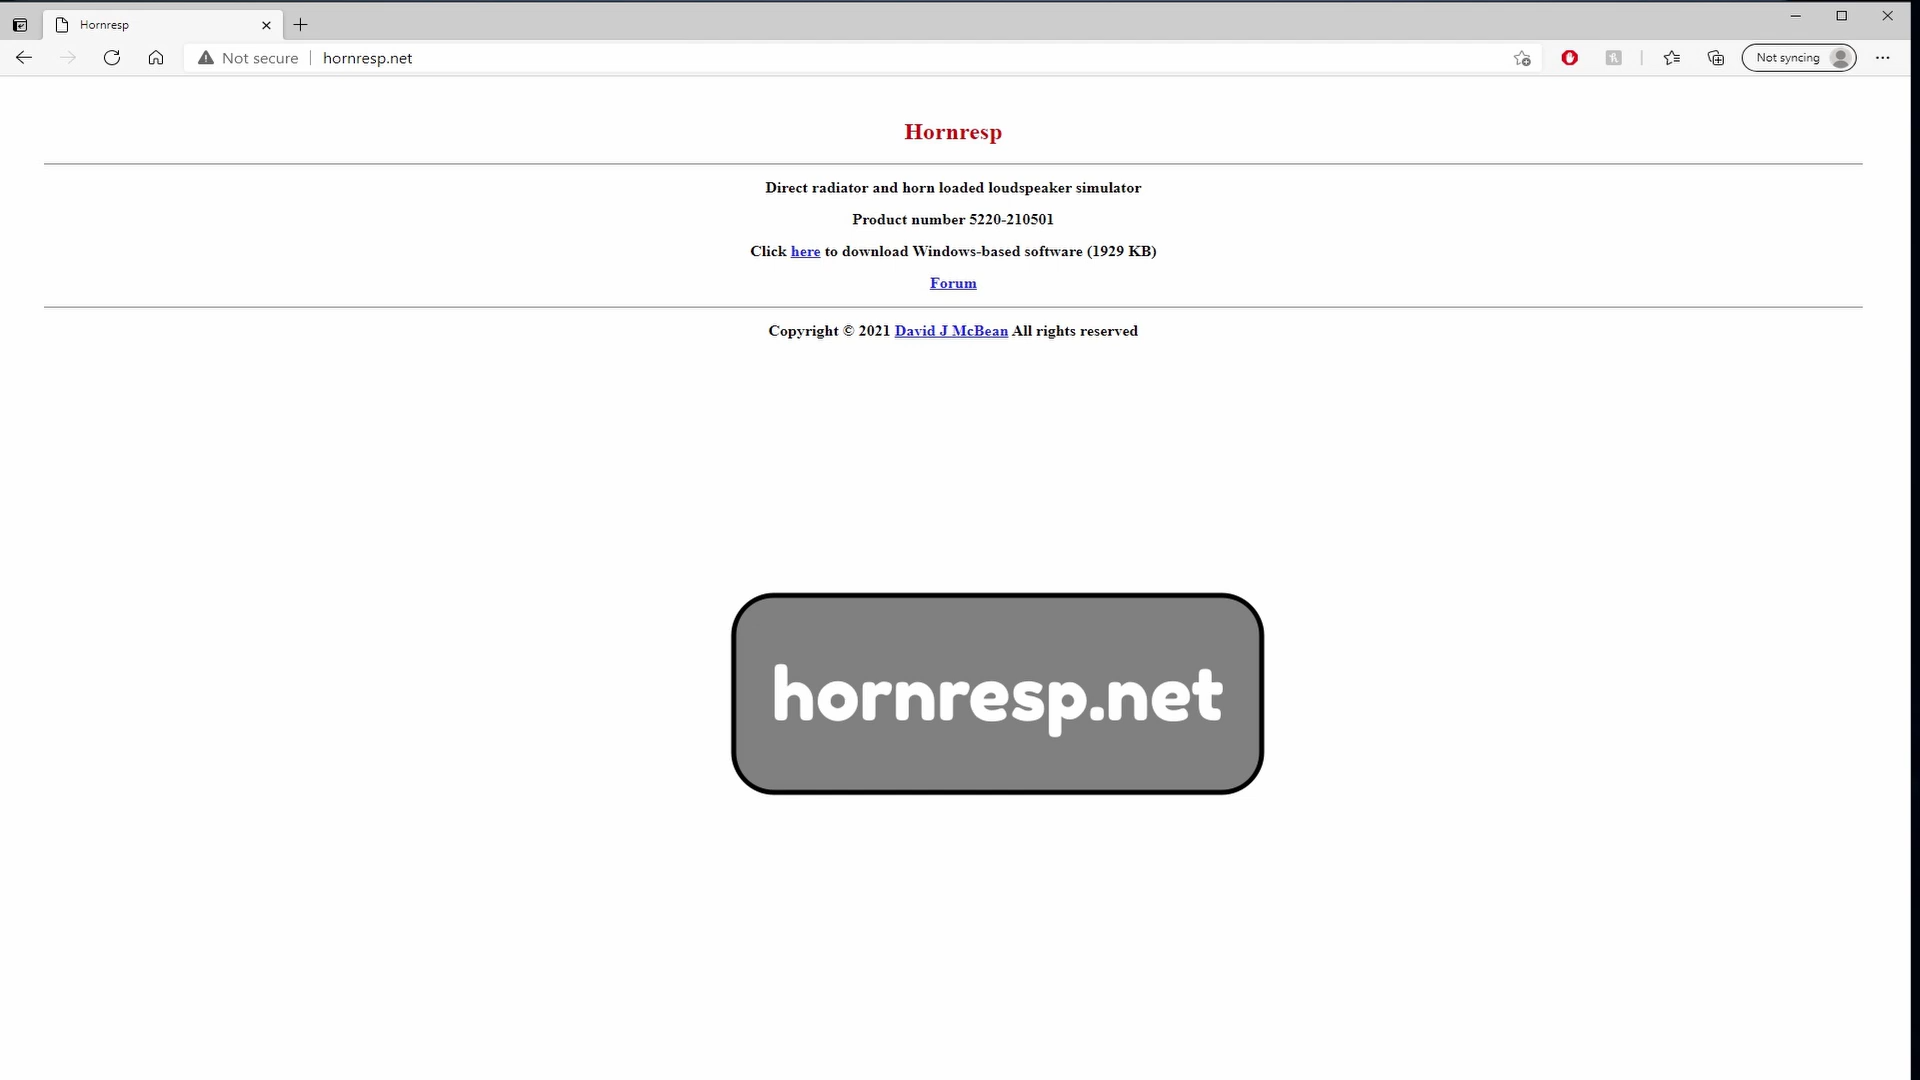 Hornresp
Not secure
hornresp.net
Not syncing
Hornresp
Direct radiator and horn loaded loudspeaker simulator
Product number 5220-210501
Click here to download Windows-based software (1929 KB)
Forum
Copyright © 2021 David J McBean All rights reserved
hornresp.net